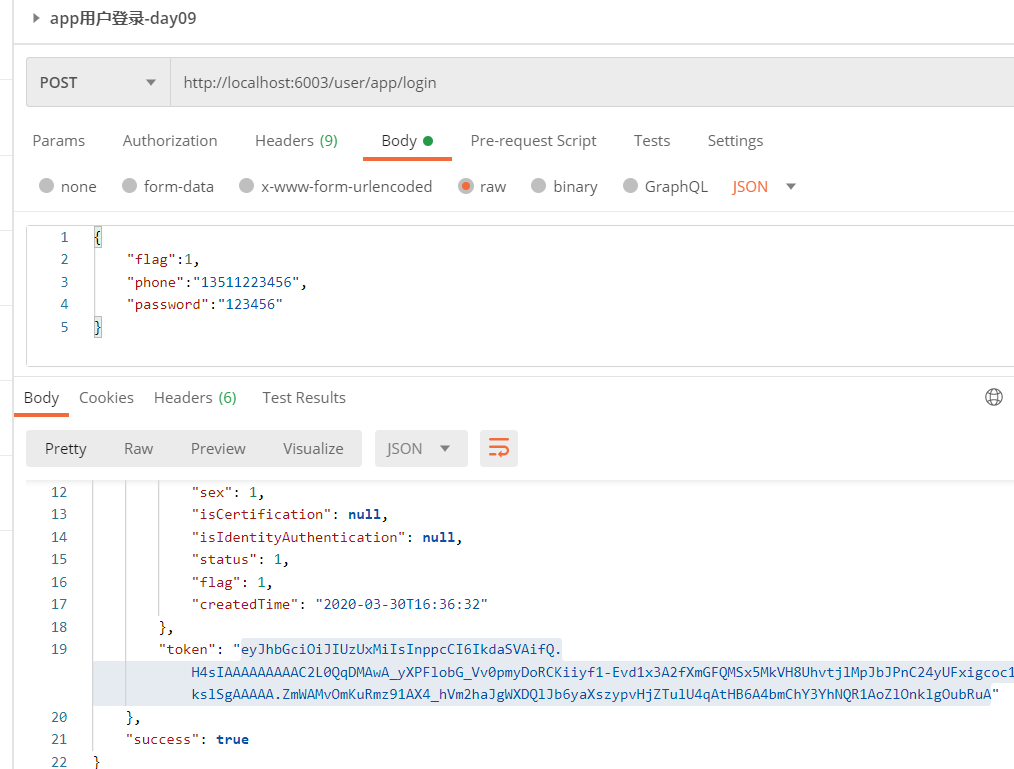 app用户登录-day09
POST http://localhost:6003/user/app/login
Params Authorization Headers (9) Body Pre-request Script Tests Settings
none form-data x-www-form-urlencoded raw binary GraphQL JSON
1 {
2 "flag":1,
3 "phone":"13511223456",
4 "password":"123456"
5 }
Body Cookies Headers (6) Test Results
Pretty Raw Preview Visualize JSON
12 "sex": 1,
13 "isCertification": null,
14 "isIdentityAuthentication": null,
15 "status": 1,
16 "flag": 1,
17 "createdTime": "2020-03-30T16:36:32"
18 },
19 "token": "eyJhbGciOiJIUzUxMiIsInppcCI6IkdaSVAifQ.
H4sIAAAAAAAAAC2L0QqDMAwA_yXPFlobG_Vv0pmyDoRCKiiyf1-Evd1x3A2fXmGFQMSx5MkVH8UhvtjlMpJbJPnC24yUFxigcoc1
kslSgAAAAA.ZmWAMvOmKuRmz91AX4_hVm2haJgWXDQlJb6yaXszypvHjZTulU4qAtHB6A4bmChY3YhNQR1AoZlOnklgOubRuA"
20 },
21 "success": true
22 }